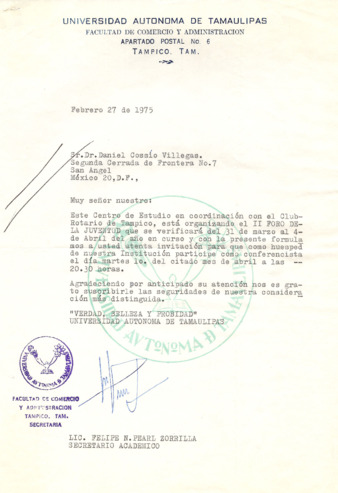 UNIVERSIDAD AUTONOMA DE TAMAULIPAS
FACULTAD DE COMERCIO Y ADMINISTRACION
APARTADO POSTAL No. 6
TAMPICO, TAM.
Febrero 27 de 1975
Sr.Dr.Daniel Cossío Villegas.
Segunda Cerrada de Frontera No.7
San Angel
México 20,D.F.,
Muy señor nuestro:
Este Centro de Estudio en coordinación con el Club-
Rotario de Tampico, está organizando el II FORO DE-
LA JUVENTUD que se verificará del 31 de marzo al 4-
de Abril del año en curso y con la presente formula
mos a usted atenta invitación para que como huesped
de nuestra Institución participe como conferencista
el día martes 1o. del citado mes de abril a las --
20.30 horas.
Agradeciendo por anticipado su atención nos es gra-
to suscribirle las seguridades de nuestra considera
ción más distinguida.
"VERDAD, BELLEZA Y PROBIDAD"
UNIVERSIDAD AUTONOMA DE TAMAULIPAS
FACULTAD DE COMERCIO
Y ADMINISTRACION
TAMPICO, TAM.
SECRETARIA
LIC. FELIPE N.PEARL ZORRILLA
SECRETARIO ACADEMICO